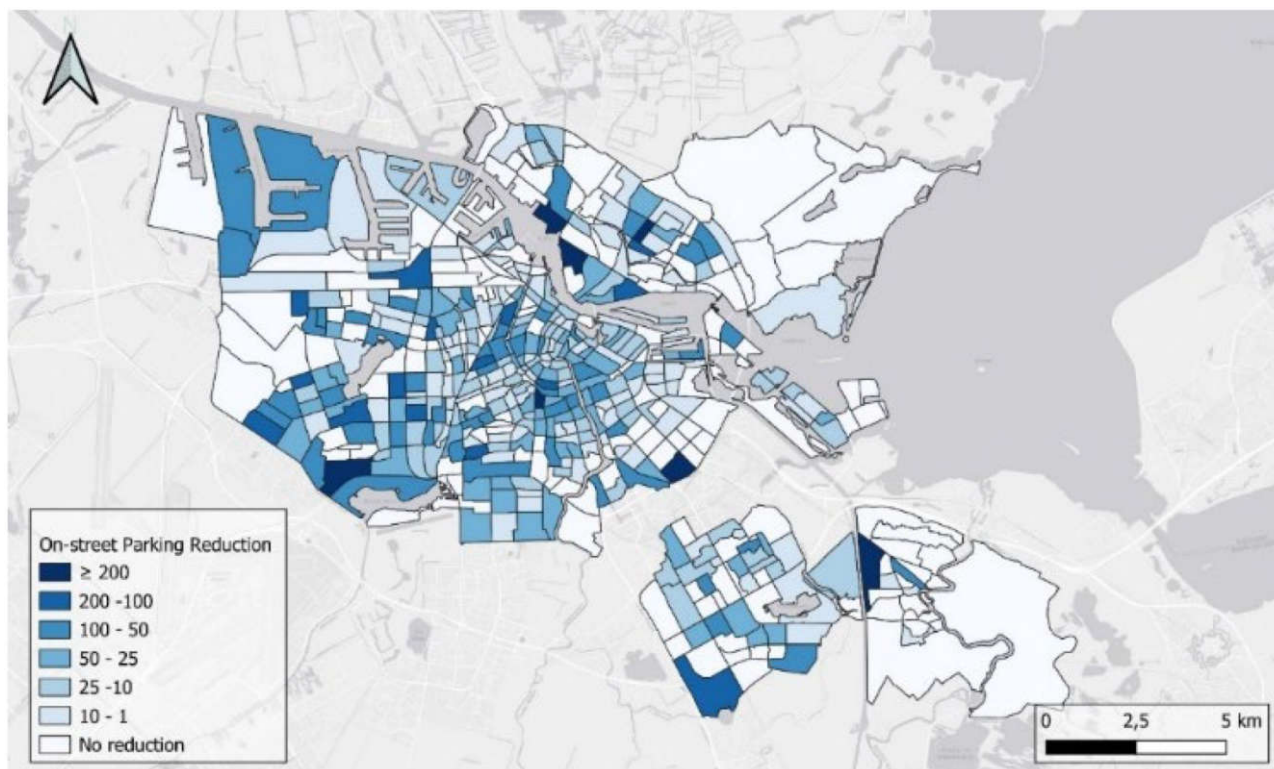 N
On-street Parking Reduction
≥ 200
200 -100
100 - 50
50 - 25
25 -10
10 - 1
No reduction
0 2,5 5 km